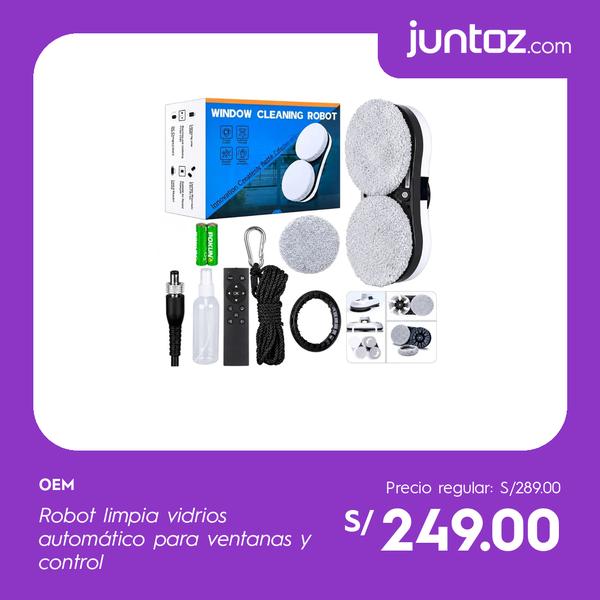 juntoz.com
WINDOW CLEANING ROBOT
OEM
Robot limpia vidrios
automático para ventanas y
control
Precio regular: S/289.00
S/ 249.00